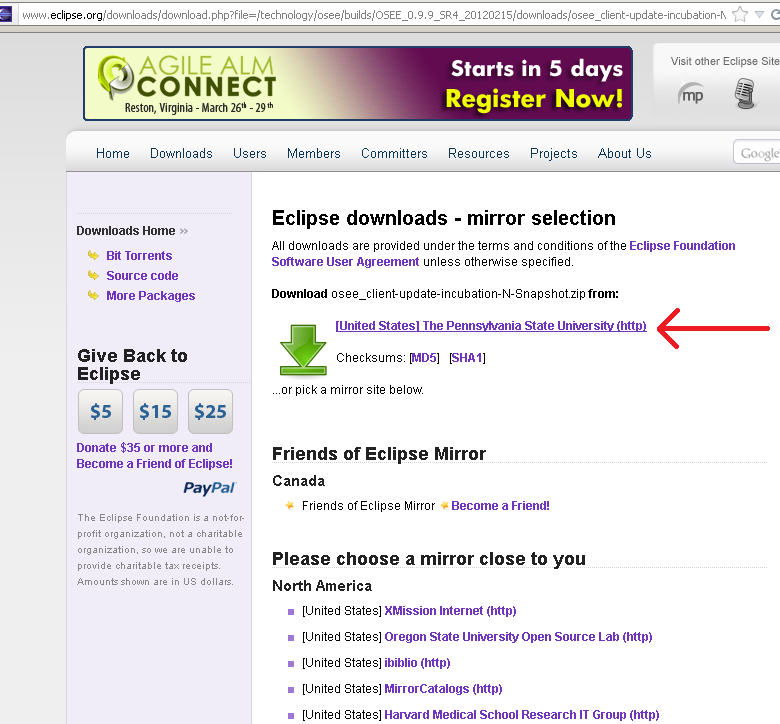 www.eclipse.org/downloads/download.php?file=/technology/osee/builds/OSEE_0.9.9_SR4_20120215/downloads/osee_client-update-incubation-N
AGILE ALM
CONNECT
Reston, Virginia - March 26th - 29th
Starts in 5 days
Register Now!
Visit other Eclipse Site
mp
Home Downloads Users Members Committers Resources Projects About Us
Google
Downloads Home »
Bit Torrents
Source code
More Packages
Give Back to
Eclipse
$5 $15 $25
Donate $35 or more and
Become a Friend of Eclipse!
PayPal
The Eclipse Foundation is a not-for-
profit organization, not a charitable
organization, so we are unable to
provide charitable tax receipts.
Amounts shown are in US dollars.
Eclipse downloads - mirror selection
All downloads are provided under the terms and conditions of the Eclipse Foundation
Software User Agreement unless otherwise specified.
Download osee_client-update-incubation-N-Snapshot.zip from:
[United States] The Pennsylvania State University (http)
Checksums: [MD5] [SHA1]
...or pick a mirror site below.
Friends of Eclipse Mirror
Canada
Friends of Eclipse Mirror Become a Friend!
Please choose a mirror close to you
North America
[United States] XMission Internet (http)
[United States] Oregon State University Open Source Lab (http)
[United States] ibiblio (http)
[United States] MirrorCatalogs (http)
[United States] Harvard Medical School Research IT Group (http)